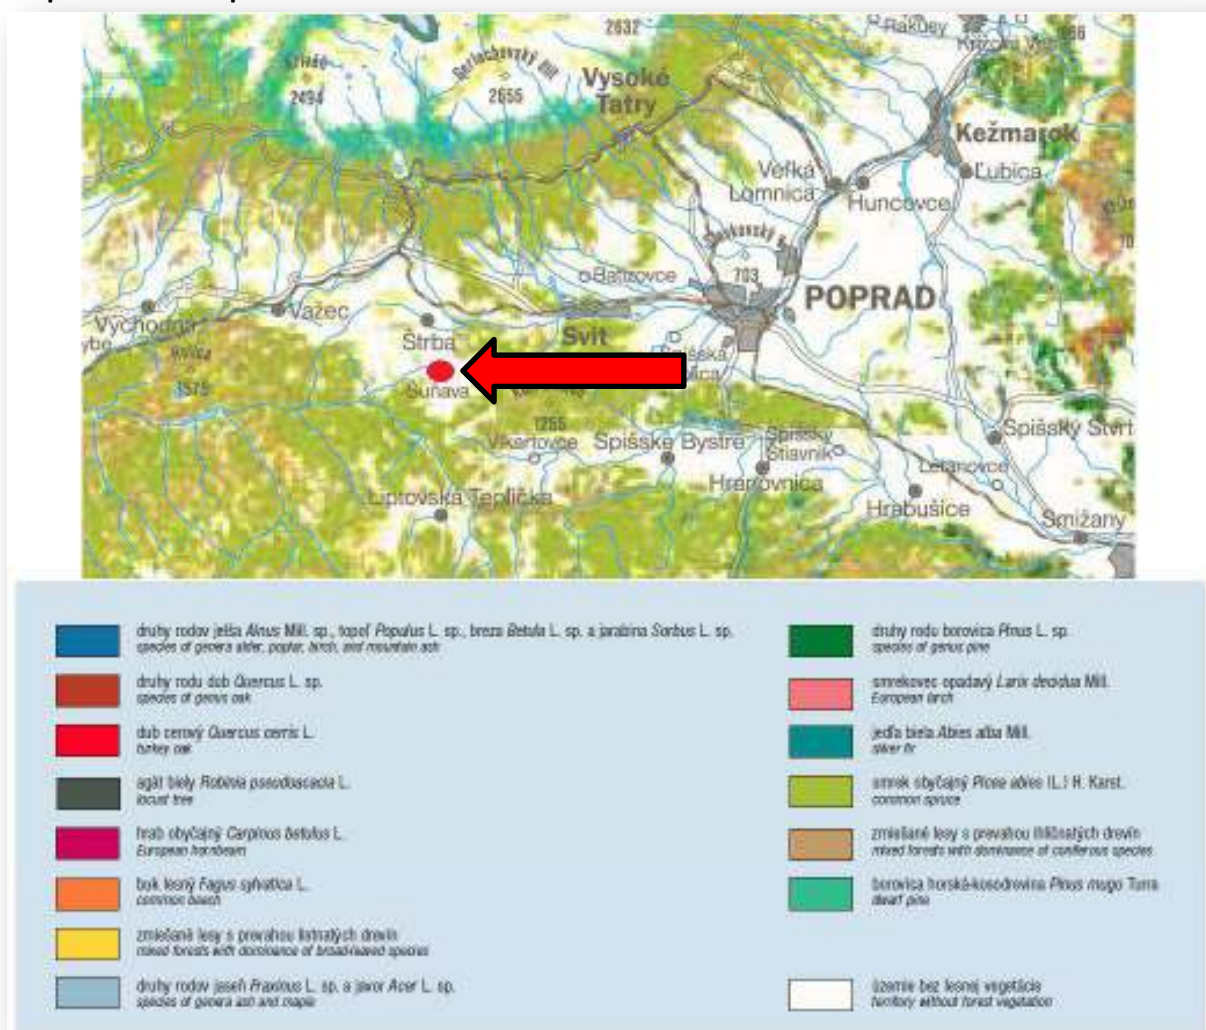 2632
Rakúsy
Kriváň
2494
Gerlachovský štít
2655
Vysoké
Tatry
Kežmarok
Ľubica
Veľká
Lomnica
Huncovce
Batizovce
703
POPRAD
Važec
Východná
Štrba
Svit
Spišská
Šuňava
1255
Vikartovce
Spišské Bystré
Spišský
Štiavnik
Hranovnica
Spišský Štvrt
Letanovce
Hrabušice
Smižany
Liptovská Teplička
druhy rodov jelša Alnus Mill. sp., topoľ Populus L. sp., breza Betula L. sp. a jarabina Sorbus L. sp.
species of genera alder, poplar, birch, and mountain ash
druhy rodu dub Quercus L. sp.
species of genus oak
dub cerový Quercus cerris L.
turkey oak
agát biely Robinia pseudoacacia L.
locust tree
hrab obyčajný Carpinus betulus L.
European hornbeam
buk lesný Fagus sylvatica L.
common beech
zmiešané lesy s prevahou listnatých drevín
mixed forests with dominance of broad-leaved species
druhy rodov jaseň Fraxinus L. sp. a javor Acer L. sp.
species of genera ash and maple
druhy rodu borovica Pinus L. sp.
species of genus pine
smrekovec opadavý Larix decidua Mill.
European larch
jedľa biela Abies alba Mill.
silver fir
smrek obyčajný Picea abies (L.) H. Karst.
common spruce
zmiešané lesy s prevahou ihličnatých drevín
mixed forests with dominance of coniferous species
borovica horská-kosodrevina Pinus mugo Turra
dwarf pine
územie bez lesnej vegetácie
territory without forest vegetation